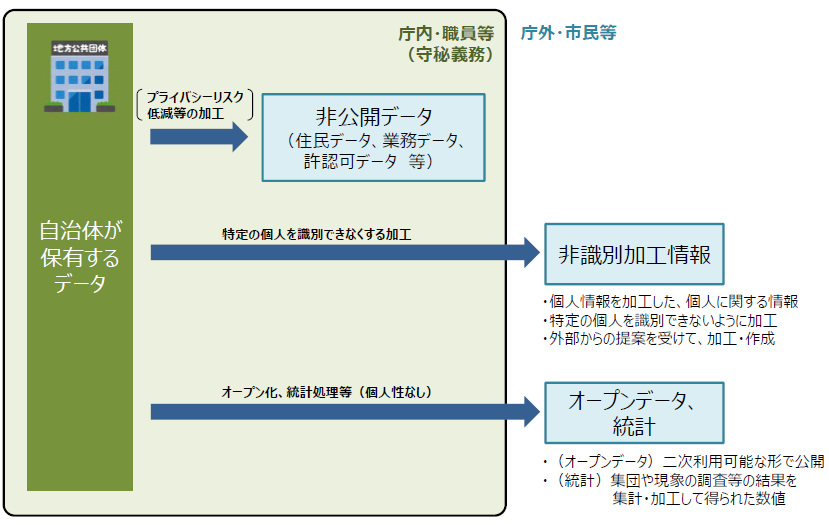 庁内・職員等
（守秘義務）
庁外・市民等
地方公共団体
自治体が
保有する
データ
プライバシーリスク
低減等の加工
非公開データ
（住民データ、業務データ、
許認可データ 等）
特定の個人を識別できなくする加工
非識別加工情報
・個人情報を加工した、個人に関する情報
・特定の個人を識別できないように加工
・外部からの提案を受けて、加工・作成
オープン化、統計処理等（個人性なし）
オープンデータ、
統計
・（オープンデータ）二次利用可能な形で公開
・（統計）集団や現象の調査等の結果を
集計・加工して得られた数値